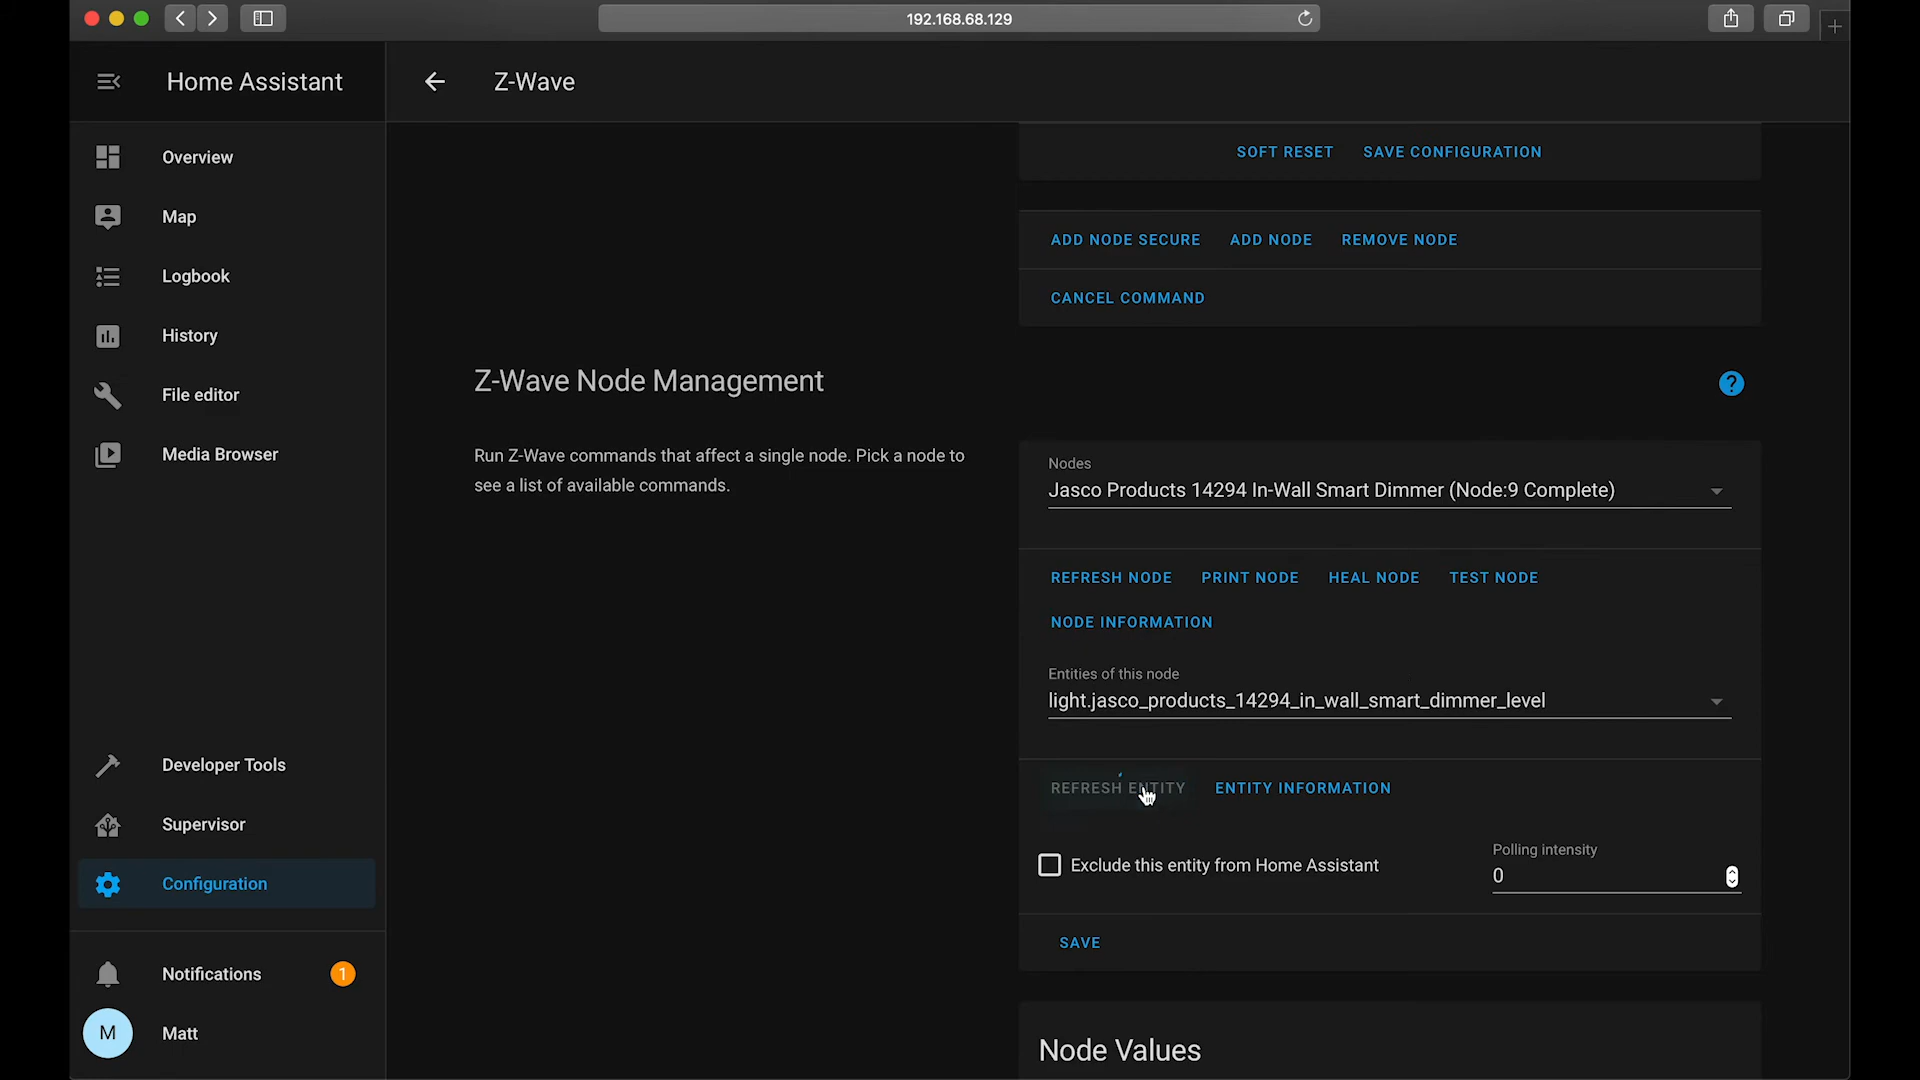 192.168.68.129
Home Assistant
Z-Wave
Overview
Map
Logbook
History
File editor
Media Browser
Developer Tools
Supervisor
Configuration
Notifications
1
M
Matt
SOFT RESET
SAVE CONFIGURATION
ADD NODE SECURE
ADD NODE
REMOVE NODE
CANCEL COMMAND
Z-Wave Node Management
?
Run Z-Wave commands that affect a single node. Pick a node to
see a list of available commands.
Nodes
Jasco Products 14294 In-Wall Smart Dimmer (Node:9 Complete)
REFRESH NODE
PRINT NODE
HEAL NODE
TEST NODE
NODE INFORMATION
Entities of this node
light.jasco_products_14294_in_wall_smart_dimmer_level
REFRESH ENTITY
ENTITY INFORMATION
Exclude this entity from Home Assistant
Polling intensity
0
SAVE
Node Values